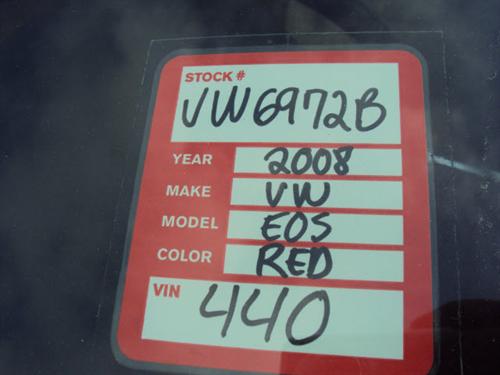 STOCK #
VW6972B
YEAR 2008
MAKE VW
MODEL EOS
COLOR RED
VIN 440